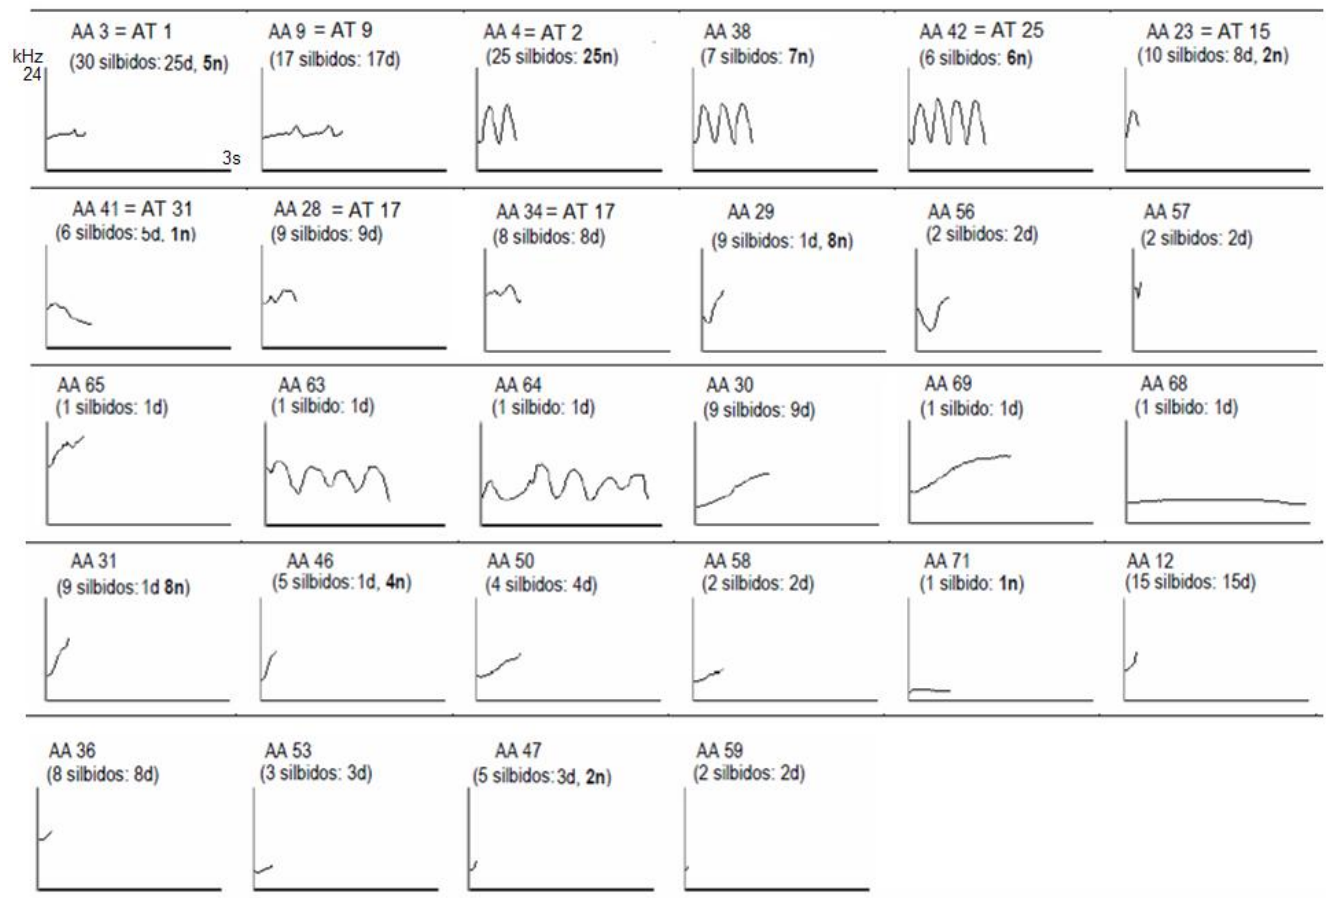 AA 3 = AT 1
(30 silbidos: 25d, 5n)
AA 9 = AT 9
(17 silbidos: 17d)
AA 4 = AT 2
(25 silbidos: 25n)
AA 38
(7 silbidos: 7n)
AA 42 = AT 25
(6 silbidos: 6n)
AA 23 = AT 15
(10 silbidos: 8d, 2n)
kHz
24
3s
AA 41 = AT 31
(6 silbidos: 5d, 1n)
AA 28 = AT 17
(9 silbidos: 9d)
AA 34 = AT 17
(8 silbidos: 8d)
AA 29
(9 silbidos: 1d, 8n)
AA 56
(2 silbidos: 2d)
AA 57
(2 silbidos: 2d)
AA 65
(1 silbidos: 1d)
AA 63
(1 silbido: 1d)
AA 64
(1 silbido: 1d)
AA 30
(9 silbidos: 9d)
AA 69
(1 silbido: 1d)
AA 68
(1 silbido: 1d)
AA 31
(9 silbidos: 1d 8n)
AA 46
(5 silbidos: 1d, 4n)
AA 50
(4 silbidos: 4d)
AA 58
(2 silbidos: 2d)
AA 71
(1 silbido: 1n)
AA 12
(15 silbidos: 15d)
AA 36
(8 silbidos: 8d)
AA 53
(3 silbidos: 3d)
AA 47
(5 silbidos: 3d, 2n)
AA 59
(2 silbidos: 2d)